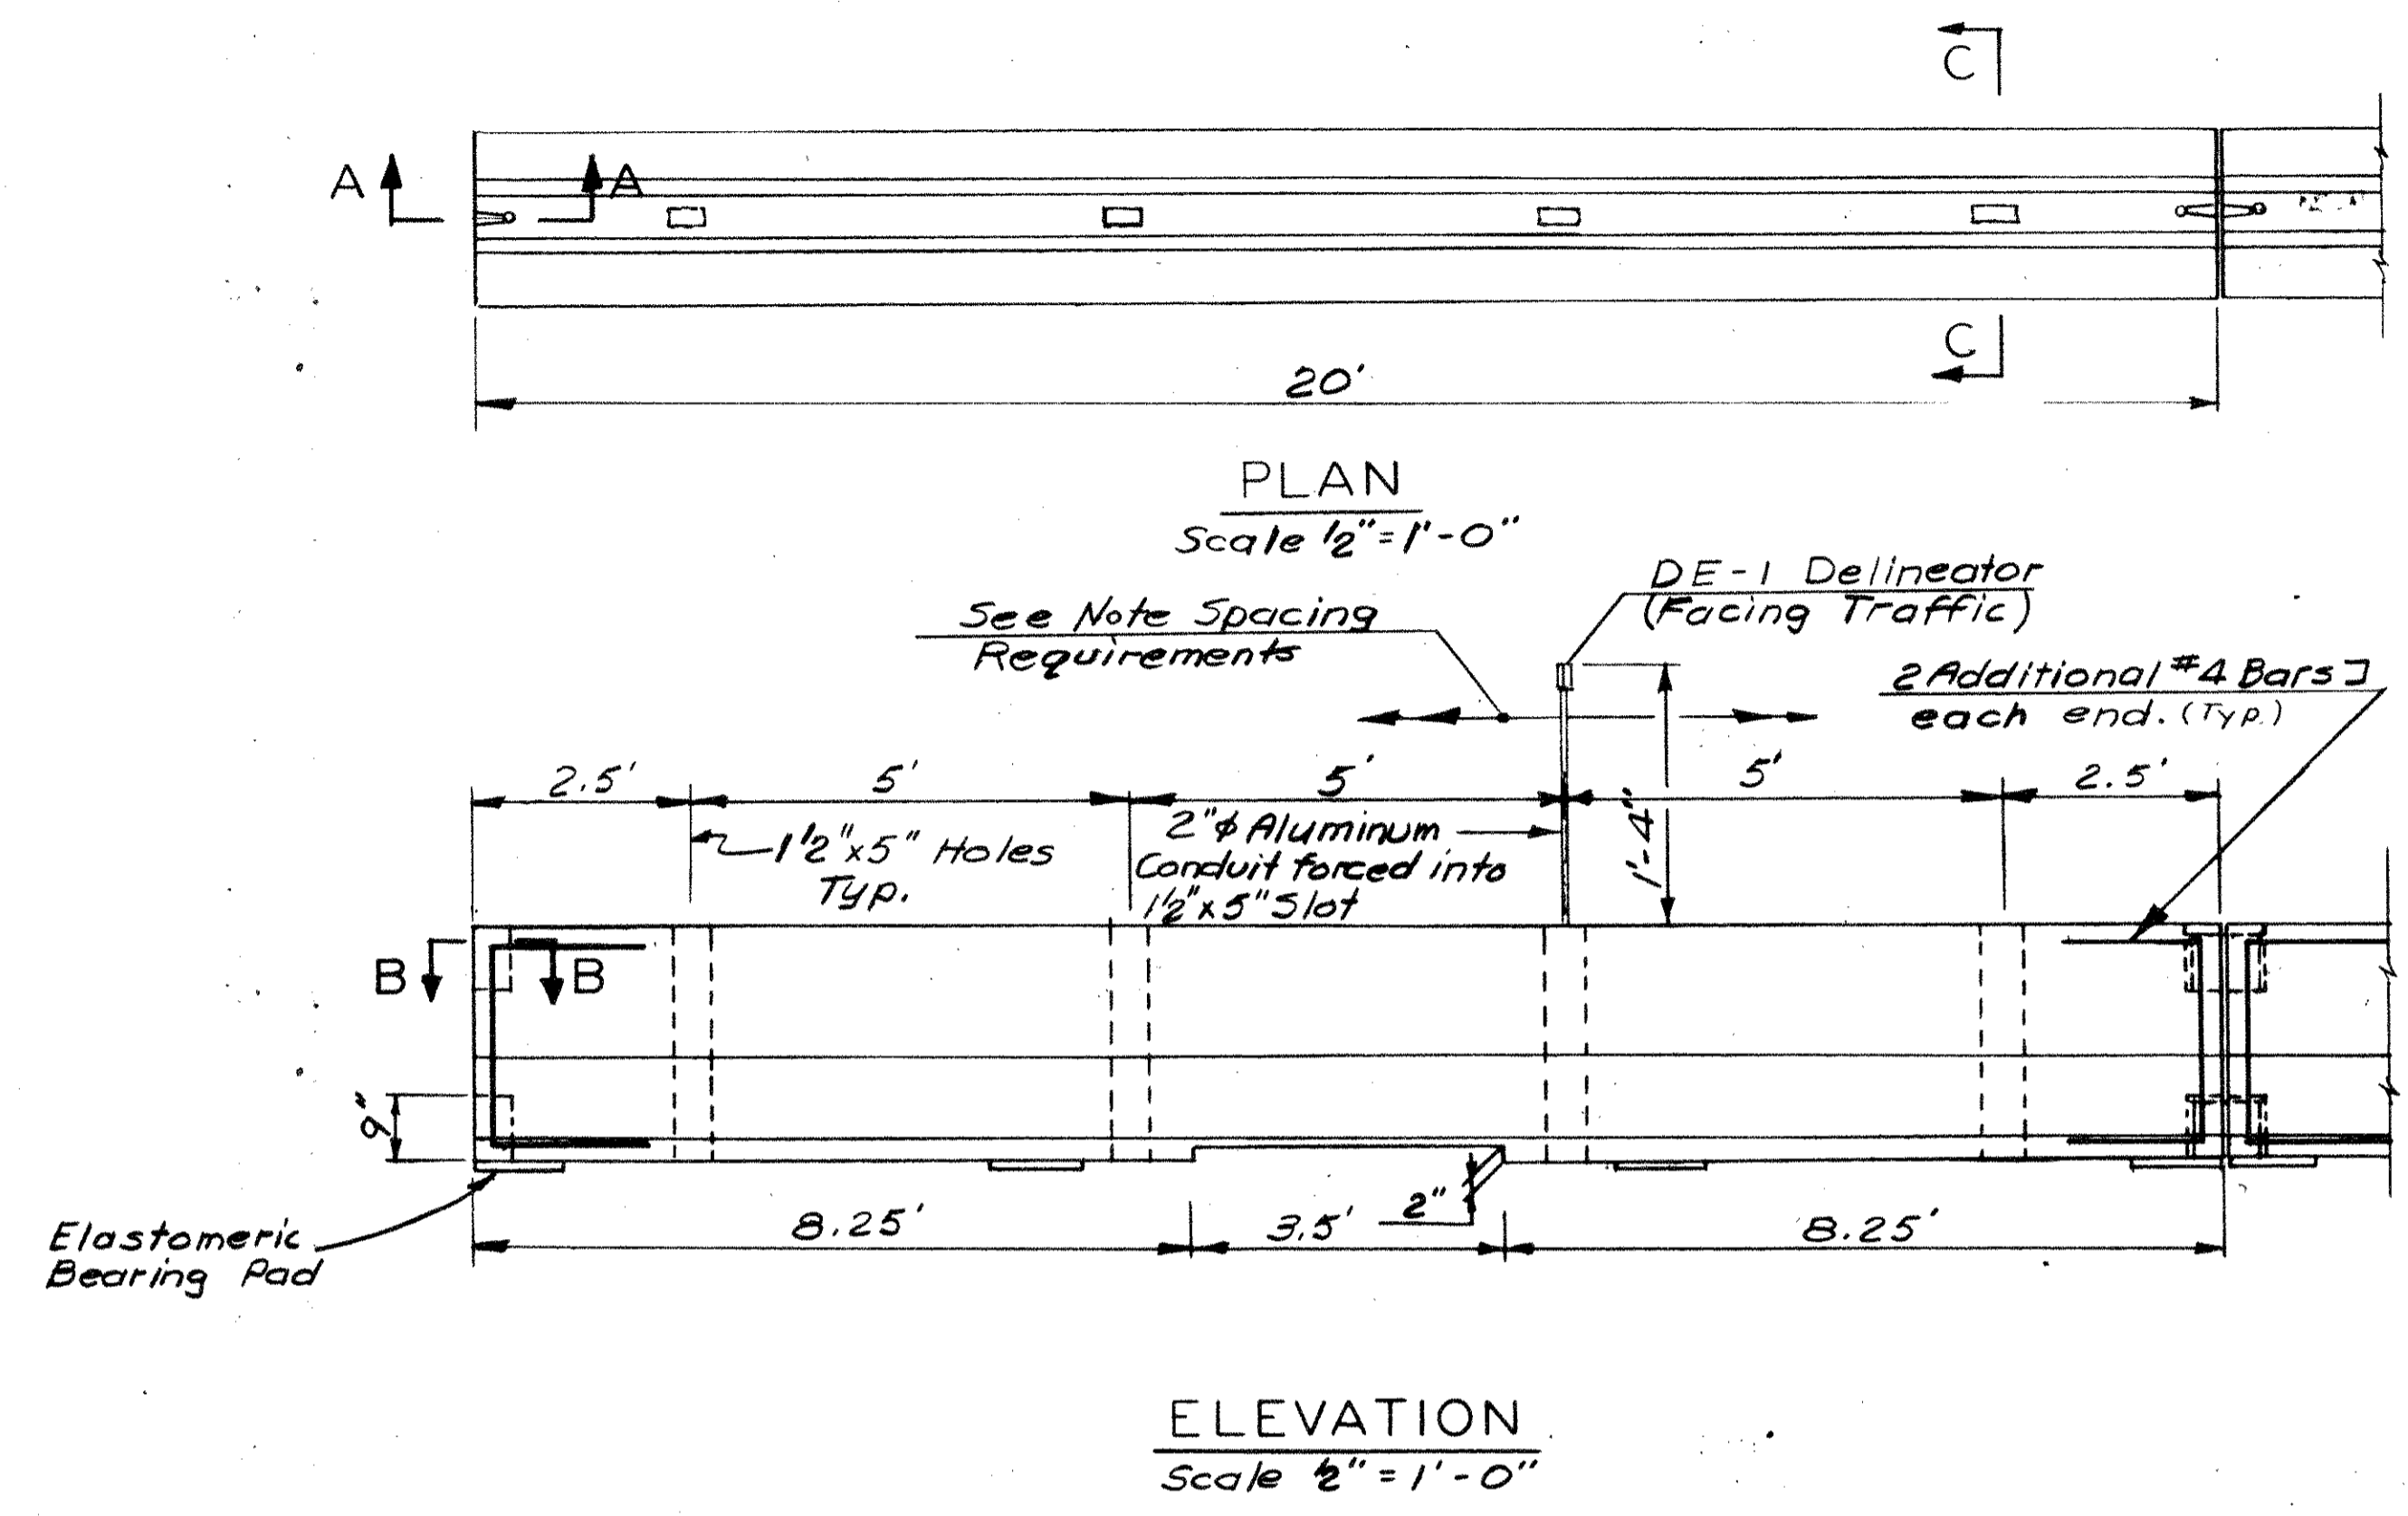 C
A A
C
20'
PLAN
Scale 1/2"=1'-0"
DE-1 Delineator
(Facing Traffic)
See Note Spacing
Requirements
2 Additional #4 Bars ⊐
each end. (Typ.)
2.5' 5' 5' 5' 2.5'
1½"x5" Holes
Typ.
2"φ Aluminum
Conduit forced into
1½"x5" Slot
1'-4"
B B
9"
2"
8.25' 3.5' 8.25'
Elastomeric
Bearing Pad
ELEVATION
Scale ½"=1'-0"